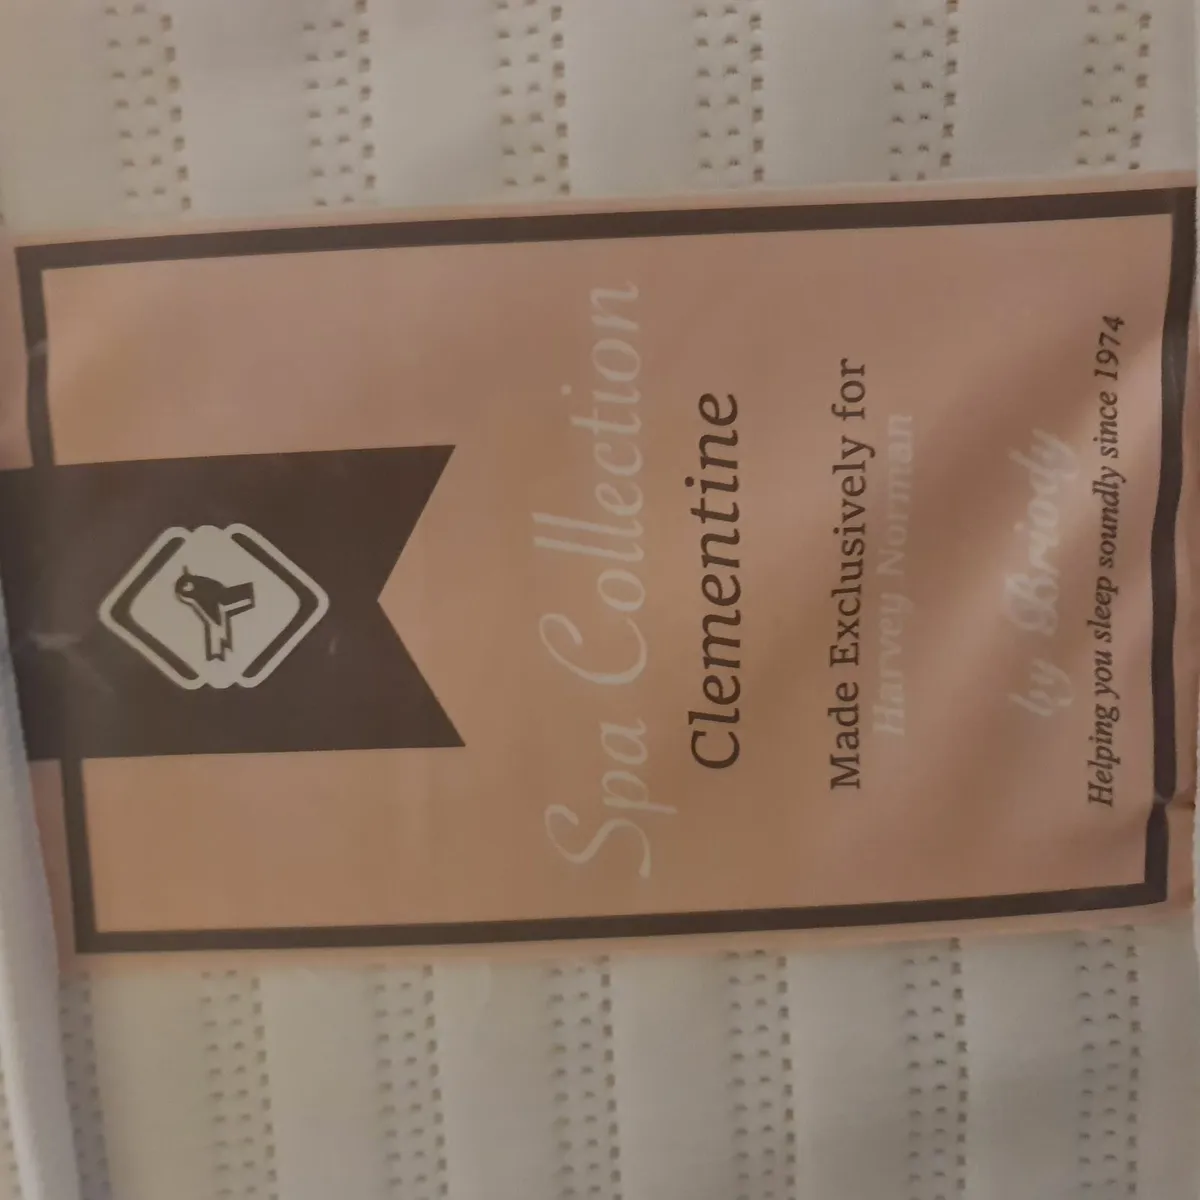 Spa Collection
Clementine
Made Exclusively for
Harvey Norman
by Briody
Helping you sleep soundly since 1974